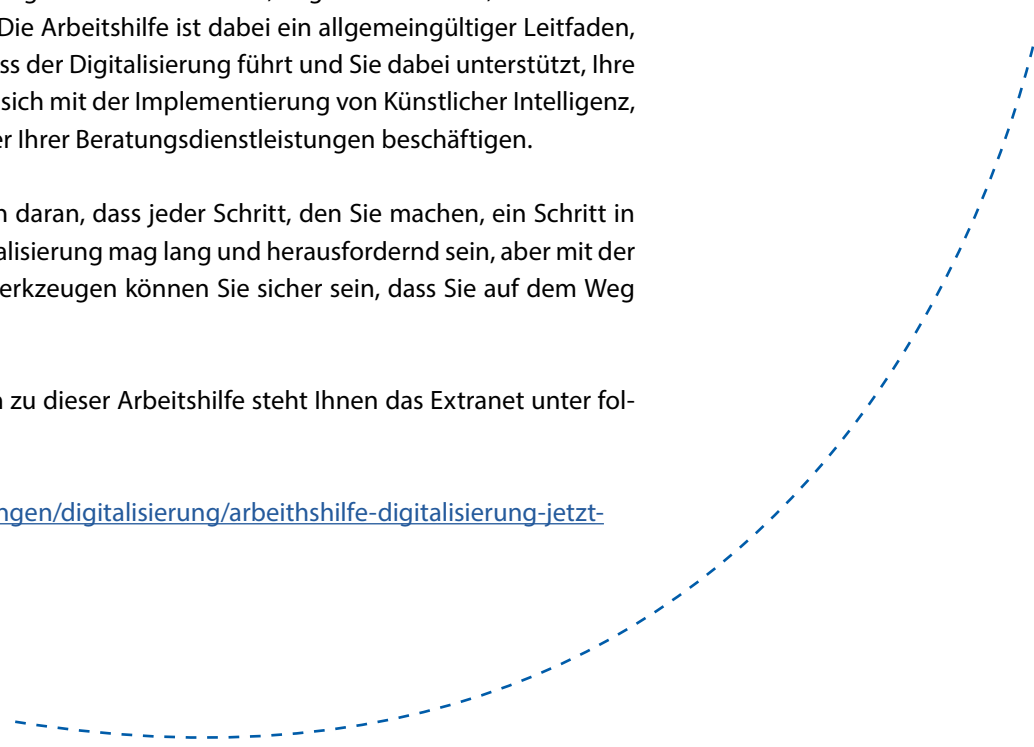 Die Arbeitshilfe ist dabei ein allgemeingültiger Leitfaden,
ss der Digitalisierung führt und Sie dabei unterstützt, Ihre
sich mit der Implementierung von Künstlicher Intelligenz,
er Ihrer Beratungsdienstleistungen beschäftigen.
n daran, dass jeder Schritt, den Sie machen, ein Schritt in
alisierung mag lang und herausfordernd sein, aber mit der
erkzeugen können Sie sicher sein, dass Sie auf dem Weg
n zu dieser Arbeitshilfe steht Ihnen das Extranet unter fol-
ngen/digitalisierung/arbeithshilfe-digitalisierung-jetzt-